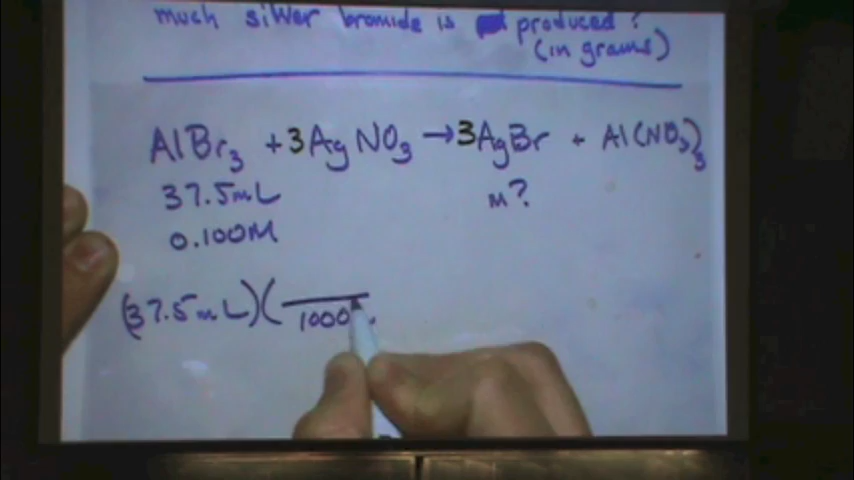 much silver bromide is produced?
(in grams)
AlBr₃ + 3AgNO₃ → 3AgBr + Al(NO₃)₃
37.5mL m?
0.100M
(37.5mL)(
1000